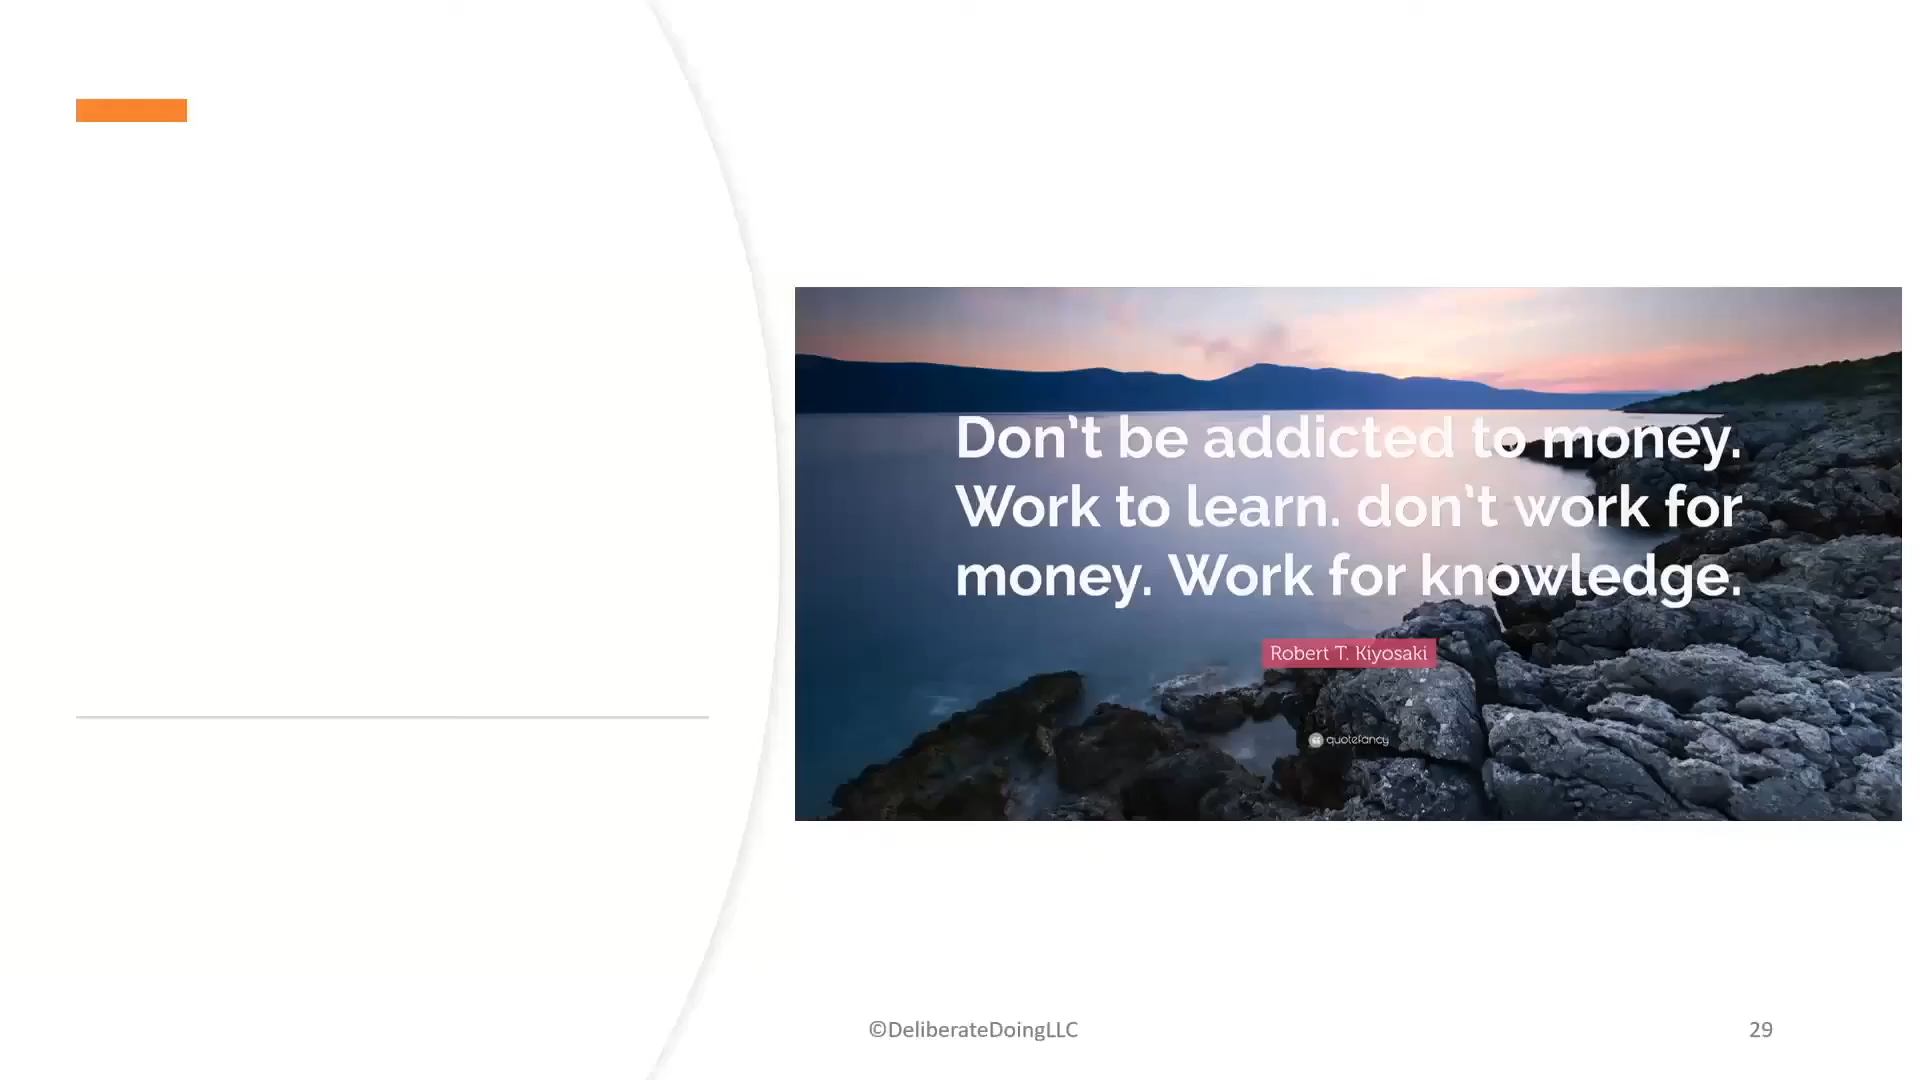 Don't be addicted to money.
Work to learn. don't work for
money. Work for knowledge.
Robert T. Kiyosaki
quotefancy
©DeliberateDoingLLC
29